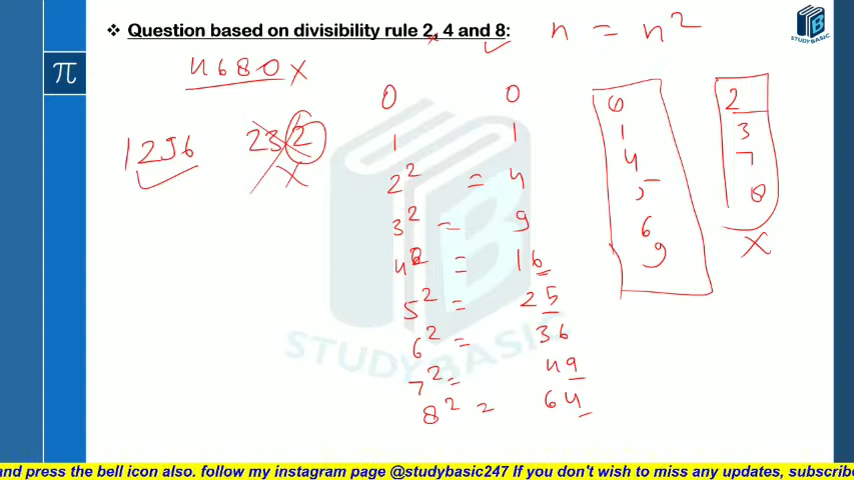 ❖ Question based on divisibility rule 2, 4 and 8:
n = n²
STUDYBASIC
π
4680 X
1296
232 X
0 0
1 1
2² = 4
3² = 9
4² = 16
5² = 25
6² = 36
7² = 49
8² = 64
0
1
4
5
6
9
2
3
7
8
X
STUDYBASIC
and press the bell icon also. follow my instagram page @studybasic247 If you don't wish to miss any updates, subscribe